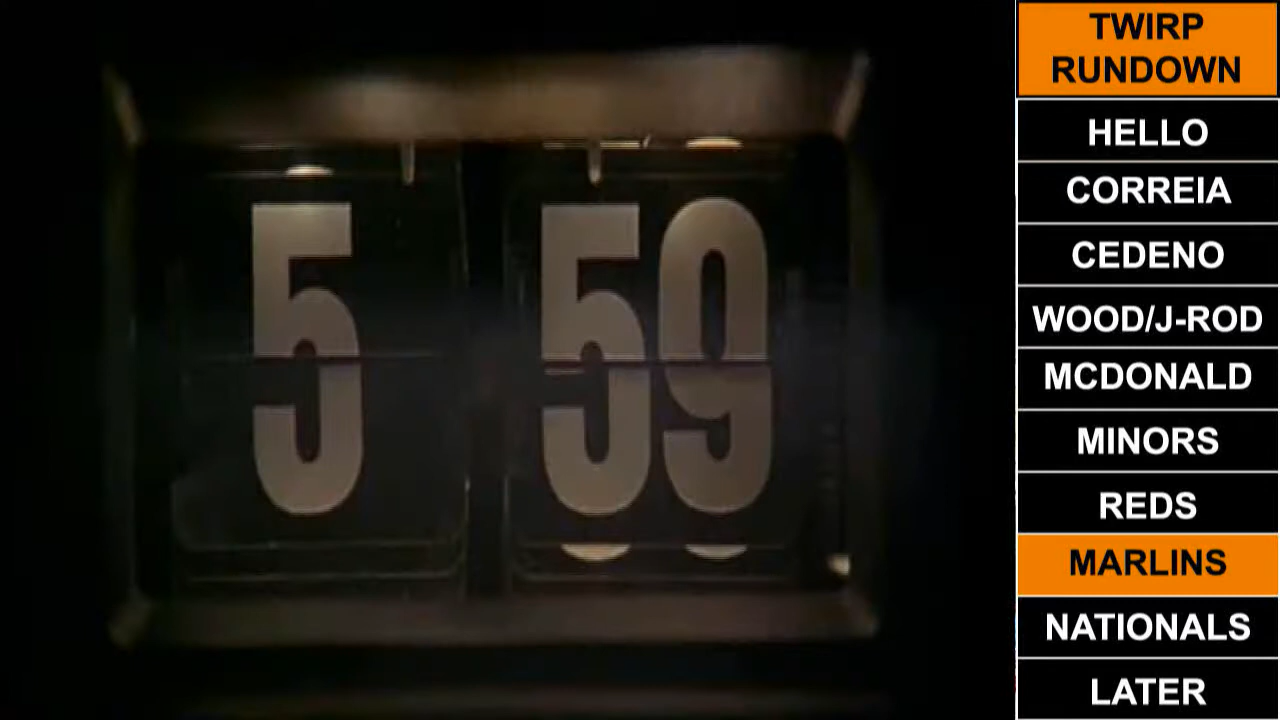 5 59
TWIRP
RUNDOWN
HELLO
CORREIA
CEDENO
WOOD/J-ROD
MCDONALD
MINORS
REDS
MARLINS
NATIONALS
LATER